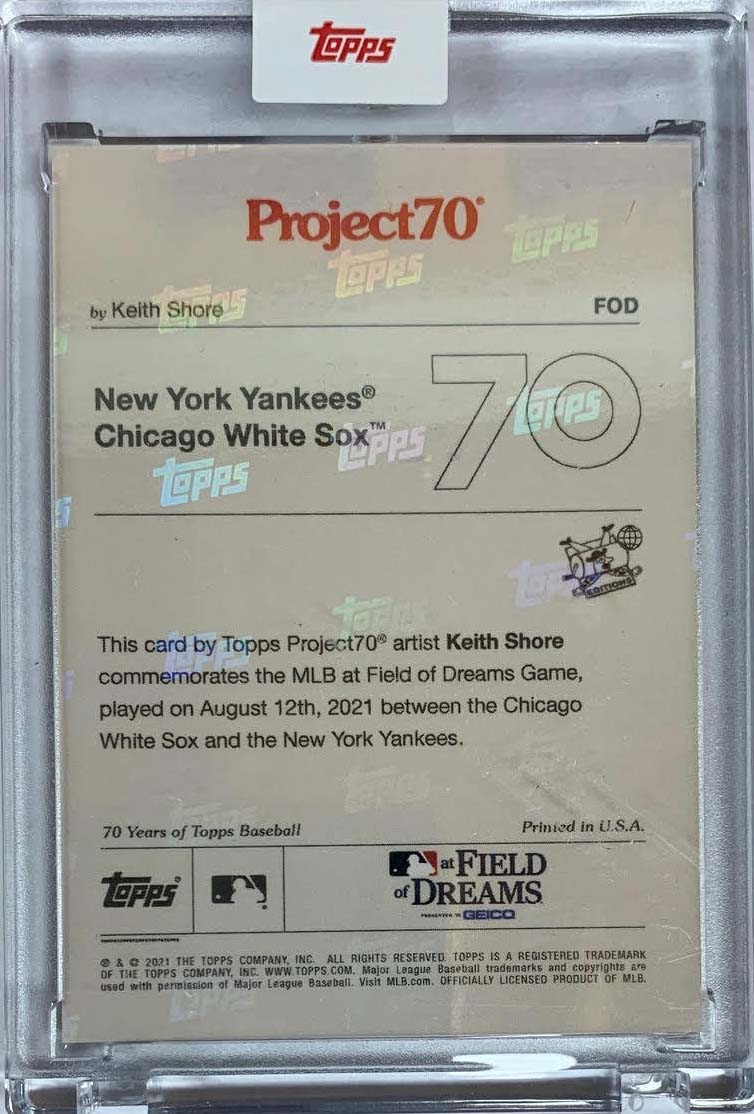 Topps
Project70®
by Keith Shore
FOD
New York Yankees®
Chicago White Sox™
70
EDITIONS
This card by Topps Project70® artist Keith Shore
commemorates the MLB at Field of Dreams Game,
played on August 12th, 2021 between the Chicago
White Sox and the New York Yankees.
70 Years of Topps Baseball
Printed in U.S.A.
Topps®
at FIELD
of DREAMS
PRESENTED BY GEICO
® & © 2021 THE TOPPS COMPANY, INC. ALL RIGHTS RESERVED. TOPPS IS A REGISTERED TRADEMARK
OF THE TOPPS COMPANY, INC. WWW.TOPPS.COM. Major League Baseball trademarks and copyrights are
used with permission of Major League Baseball. Visit MLB.com. OFFICIALLY LICENSED PRODUCT OF MLB.